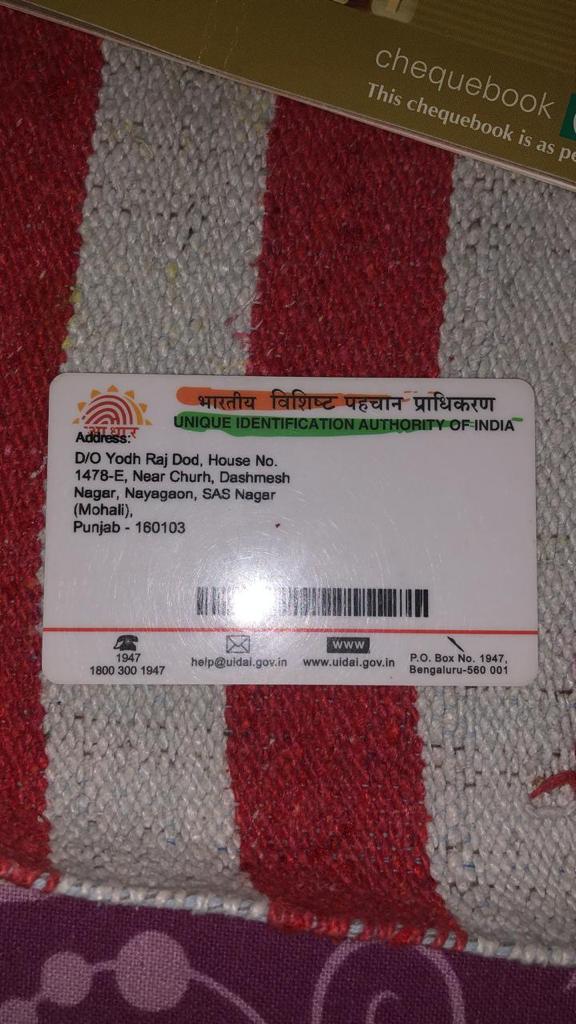 chequebook
This chequebook is as pe
भारतीय विशिष्ट पहचान प्राधिकरण
UNIQUE IDENTIFICATION AUTHORITY OF INDIA
आधार
Address:
D/O Yodh Raj Dod, House No.
1478-E, Near Churh, Dashmesh
Nagar, Nayagaon, SAS Nagar
(Mohali),
Punjab - 160103
1947
1800 300 1947
help@uidai.gov.in
WWW
www.uidai.gov.in
P.O. Box No. 1947,
Bengaluru-560 001